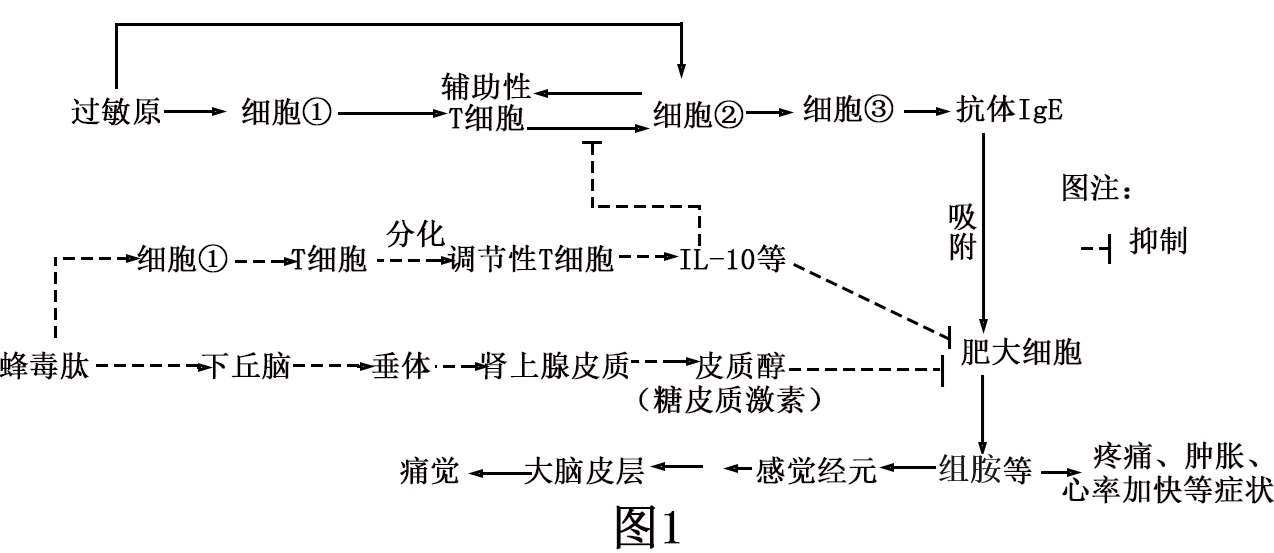 辅助性
过敏原 细胞① T细胞 细胞② 细胞③ 抗体IgE
图注：
吸附
分化
抑制
细胞① T细胞 调节性T细胞 IL-10等
肥大细胞
蜂毒肽 下丘脑 垂体 肾上腺皮质 皮质醇
（糖皮质激素）
痛觉 大脑皮层 感觉经元 组胺等 疼痛、肿胀、
心率加快等症状
图1